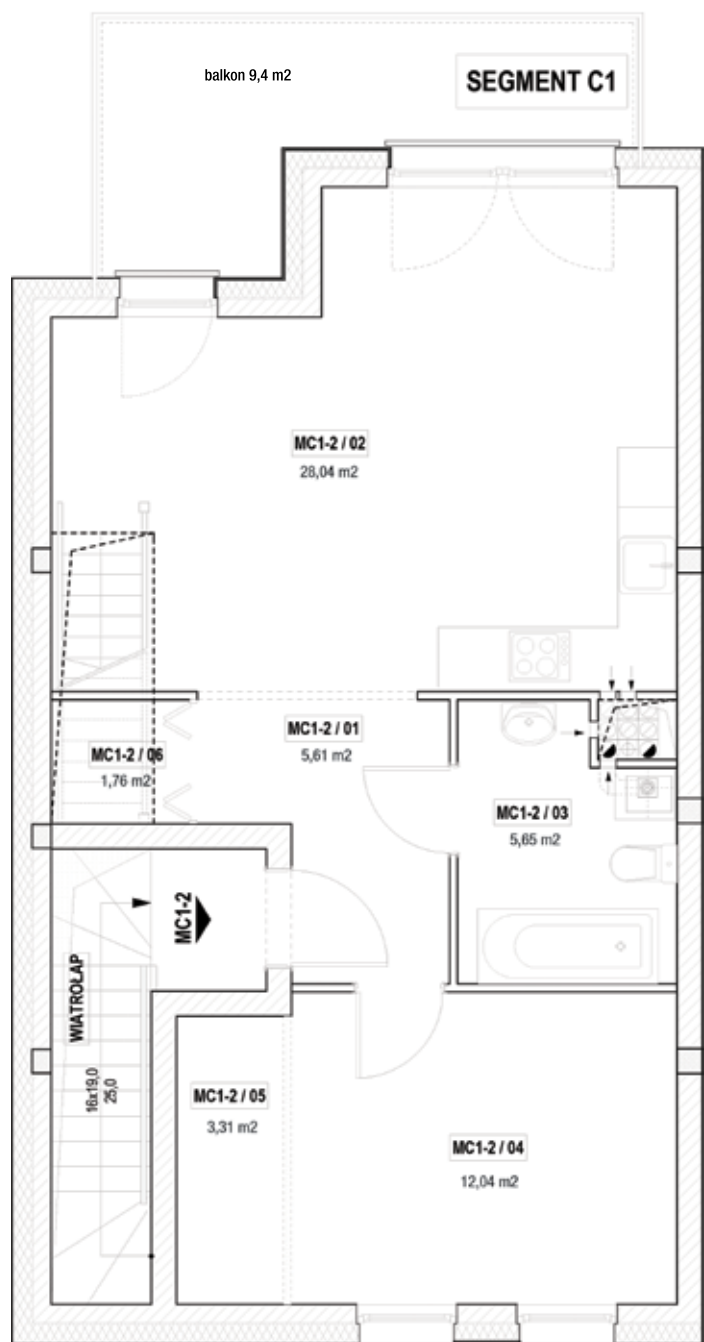 balkon 9,4 m2
SEGMENT C1
MC1-2 / 02
28,04 m2
MC1-2 / 01
5,61 m2
MC1-2 / 06
1,76 m2
MC1-2 / 03
5,65 m2
MC1-2
WIATROŁAP
16x19,0
25,0
MC1-2 / 05
3,31 m2
MC1-2 / 04
12,04 m2